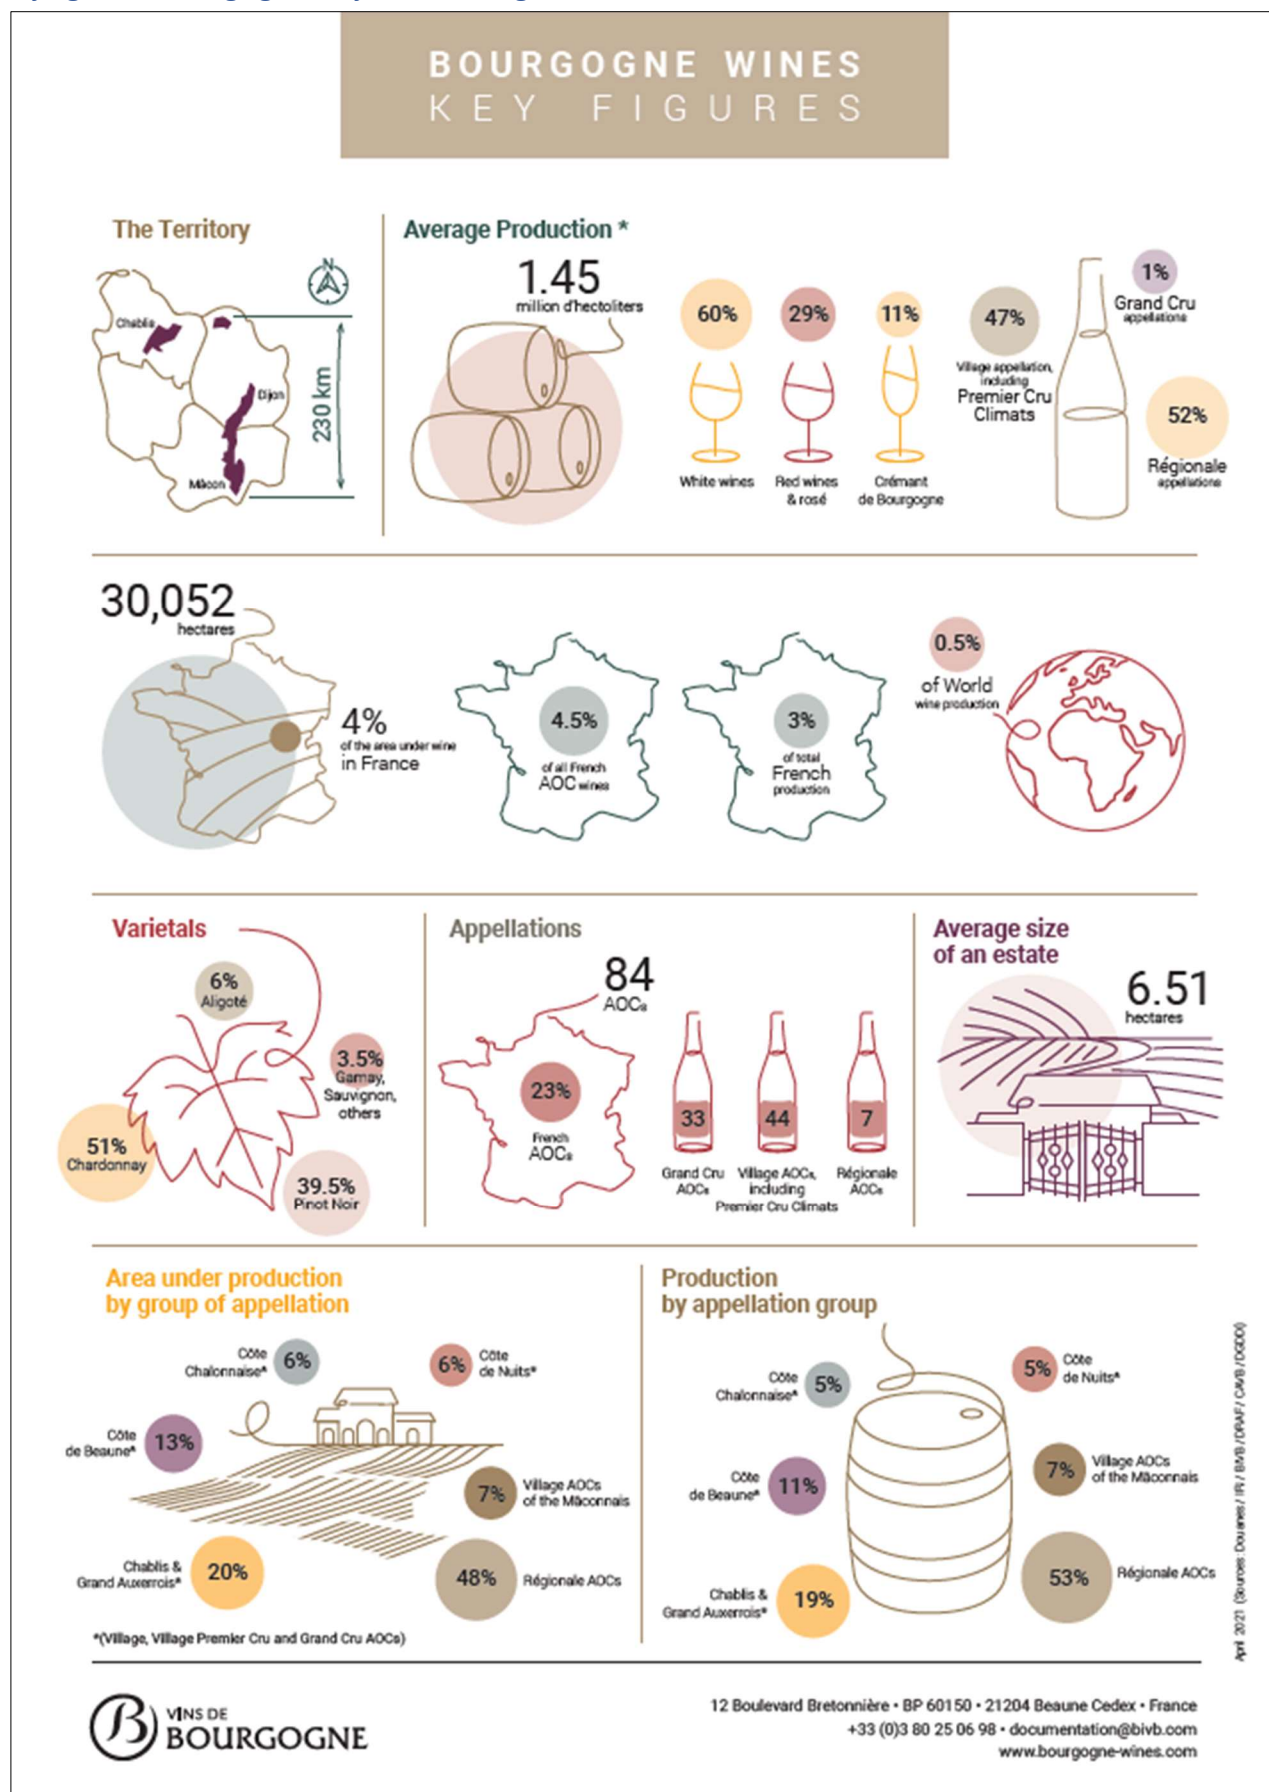 BOURGOGNE WINES
KEY FIGURES
The Territory
N
Chablis
Dijon
Mâcon
230 km
Average Production *
1.45
million d'hectoliters
60%
White wines
29%
Red wines
& rosé
11%
Crémant
de Bourgogne
47%
Village appellation,
including
Premier Cru
Climats
1%
Grand Cru
appellations
52%
Régionale
appellations
30,052
hectares
4%
of the area under wine
in France
4.5%
of all French
AOC wines
3%
of total
French
production
0.5%
of World
wine production
Varietals
6%
Aligoté
3.5%
Gamay,
Sauvignon,
others
51%
Chardonnay
39.5%
Pinot Noir
Appellations
84
AOCs
23%
French
AOCs
33
Grand Cru
AOCs
44
Village AOCs,
including
Premier Cru Climats
7
Régionale
AOCs
Average size
of an estate
6.51
hectares
Area under production
by group of appellation
Côte
Chalonnaise*
6%
6%
Côte
de Nuits*
Côte
de Beaune*
13%
7%
Village AOCs
of the Mâconnais
Chablis &
Grand Auxerrois*
20%
48%
Régionale AOCs
*(Village, Village Premier Cru and Grand Cru AOCs)
Production
by appellation group
Côte
Chalonnaise*
5%
5%
Côte
de Nuits*
Côte
de Beaune*
11%
7%
Village AOCs
of the Mâconnais
Chablis &
Grand Auxerrois*
19%
53%
Régionale AOCs
April 2021 (Sources: Douanes / IRI / BIVB / DRAF / CAVB / DGDDI)
B
VINS DE
BOURGOGNE
12 Boulevard Bretonnière • BP 60150 • 21204 Beaune Cedex • France
+33 (0)3 80 25 06 98 • documentation@bivb.com
www.bourgogne-wines.com